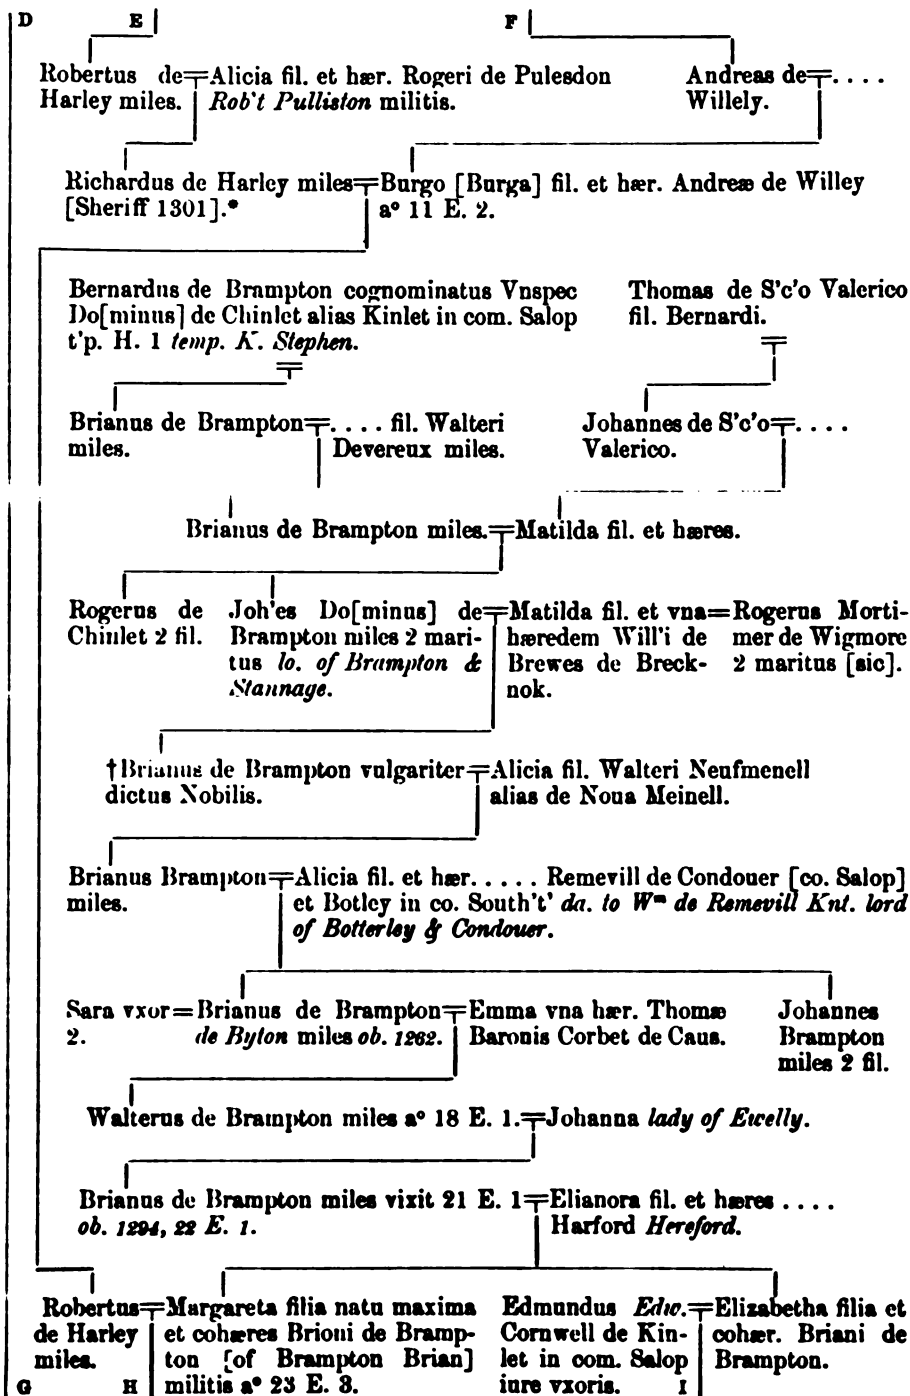 D E F
Robertus de Alicia fil. et hær. Rogeri de Pulesdon Andreas de ....
Harley miles. Rob't Pulliston militis. Willely.
Richardus de Harley miles Burgo [Burga] fil. et hær. Andreæ de Willey
[Sheriff 1301].* a° 11 E. 2.
Bernardus de Brampton cognominatus Vnspec Thomas de S'c'o Valerico
Do[minus] de Chinlet alias Kinlet in com. Salop fil. Bernardi.
t'p. H. 1 temp. K. Stephen.
Brianus de Brampton .... fil. Walteri Johannes de S'c'o ....
miles. Devereux miles. Valerico.
Brianus de Brampton miles. Matilda fil. et hæres.
Rogerus de Joh'es Do[minus] de Matilda fil. et vna = Rogerus Morti-
Chinlet 2 fil. Brampton miles 2 mari- hæredem Will'i de mer de Wigmore
tus lo. of Brampton & Brewes de Breck- 2 maritus [sic].
Stannage. nok.
†Brianus de Brampton vulgariter Alicia fil. Walteri Neufmenell
dictus Nobilis. alias de Noua Meinell.
Brianus Brampton Alicia fil. et hær..... Remevill de Condouer [co. Salop]
miles. et Botley in co. South't' da. to Wᵐ de Remevill Knt. lord
of Botterley & Condouer.
Sara vxor = Brianus de Brampton Emma vna hær. Thomæ Johannes
2. de Byton miles ob. 1262. Baronis Corbet de Caus. Brampton
miles 2 fil.
Walterus de Brampton miles a° 18 E. 1. Johanna lady of Ewelly.
Brianus de Brampton miles vixit 21 E. 1 Elianora fil. et hæres ....
ob. 1294, 22 E. 1. Harford Hereford.
Robertus Margareta filia natu maxima Edmundus Edw. Elizabetha filia et
de Harley et cohæres Brioni de Bramp- Cornwell de Kin- cohær. Briani de
miles. ton [of Brampton Brian] let in com. Salop Brampton.
G H militis a° 23 E. 3. iure vxoris. I